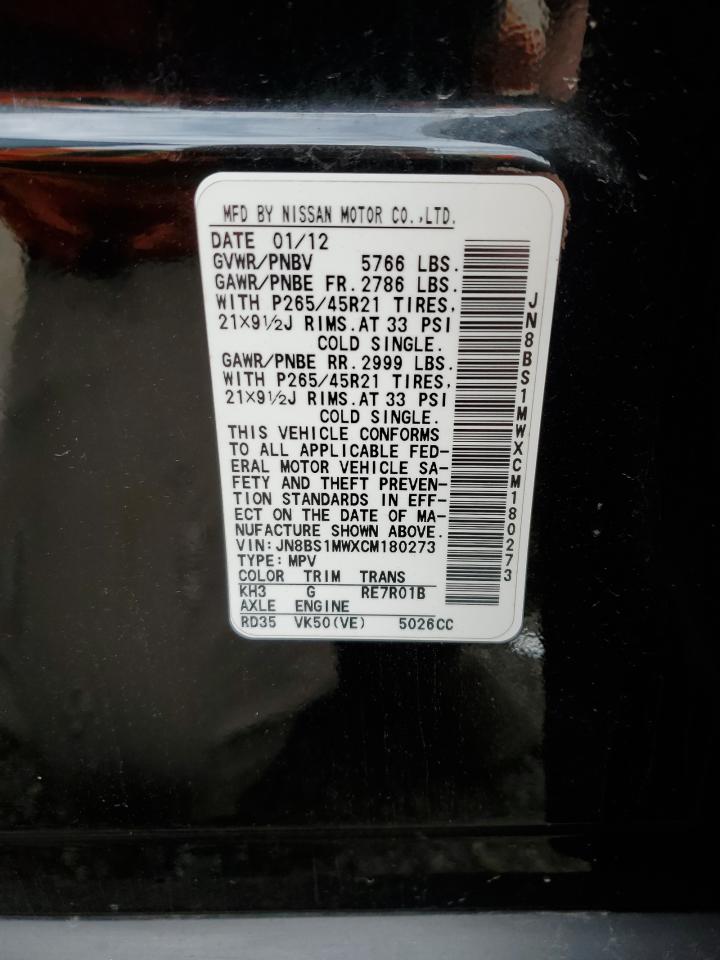 MFD BY NISSAN MOTOR CO.,LTD.
DATE 01/12
GVWR/PNBV 5766 LBS.
GAWR/PNBE FR. 2786 LBS.
WITH P265/45R21 TIRES,
21×9½J RIMS.AT 33 PSI
COLD SINGLE.
GAWR/PNBE RR. 2999 LBS.
WITH P265/45R21 TIRES,
21×9½J RIMS.AT 33 PSI
COLD SINGLE.
THIS VEHICLE CONFORMS
TO ALL APPLICABLE FED-
ERAL MOTOR VEHICLE SA-
FETY AND THEFT PREVEN-
TION STANDARDS IN EFF-
ECT ON THE DATE OF MA-
NUFACTURE SHOWN ABOVE.
VIN: JN8BS1MWXCM180273
TYPE: MPV
COLOR TRIM TRANS
KH3 G RE7R01B
AXLE ENGINE
RD35 VK50(VE) 5026CC
JN8BS1MWXCM180273